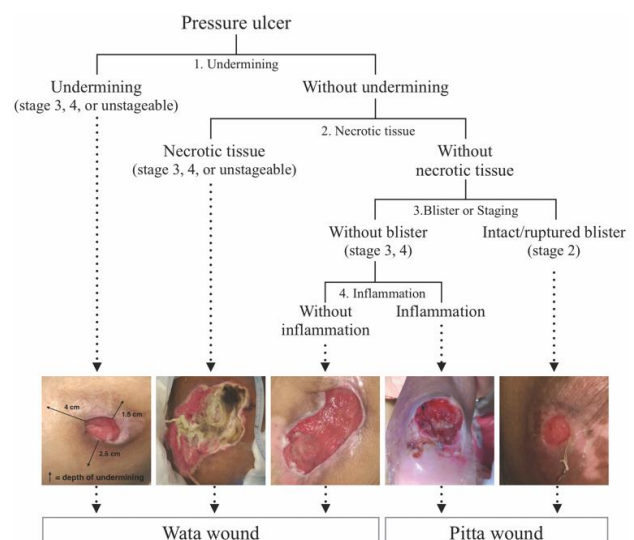 Pressure ulcer
1. Undermining
Undermining
(stage 3, 4, or unstageable)
Without undermining
2. Necrotic tissue
Necrotic tissue
(stage 3, 4, or unstageable)
Without
necrotic tissue
3.Blister or Staging
Without blister
(stage 3, 4)
Intact/ruptured blister
(stage 2)
4. Inflammation
Without
inflammation
Inflammation
4 cm
1.5 cm
2.5 cm
↑ = depth of undermining
Wata wound
Pitta wound